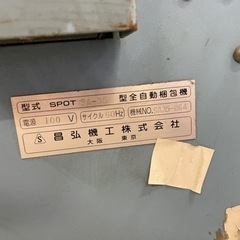 型式 SPOT 型全自動梱包機
電源 100 V サイクル 60Hz 機械NO.
S 昌弘機工株式会社
大阪 東京